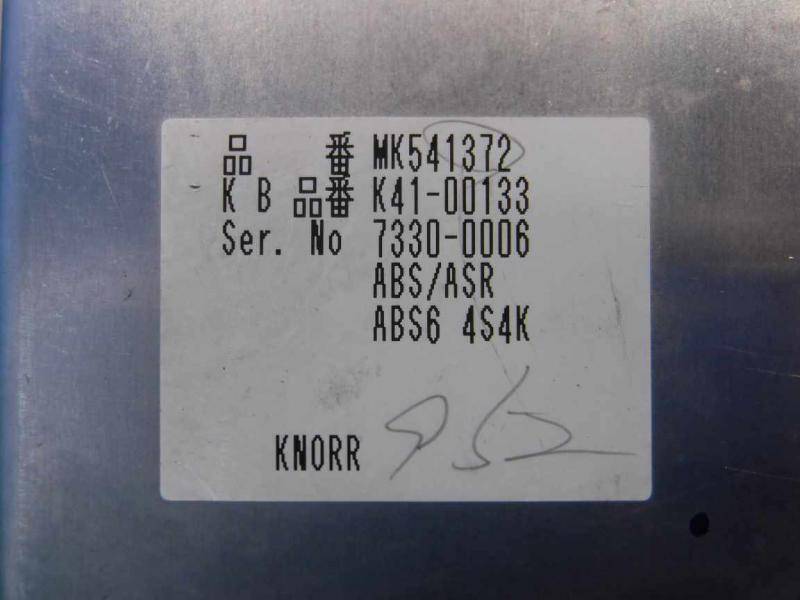 品 番 MK541372
K B 品番 K41-00133
Ser. No 7330-0006
ABS/ASR
ABS6 4S4K
KNORR